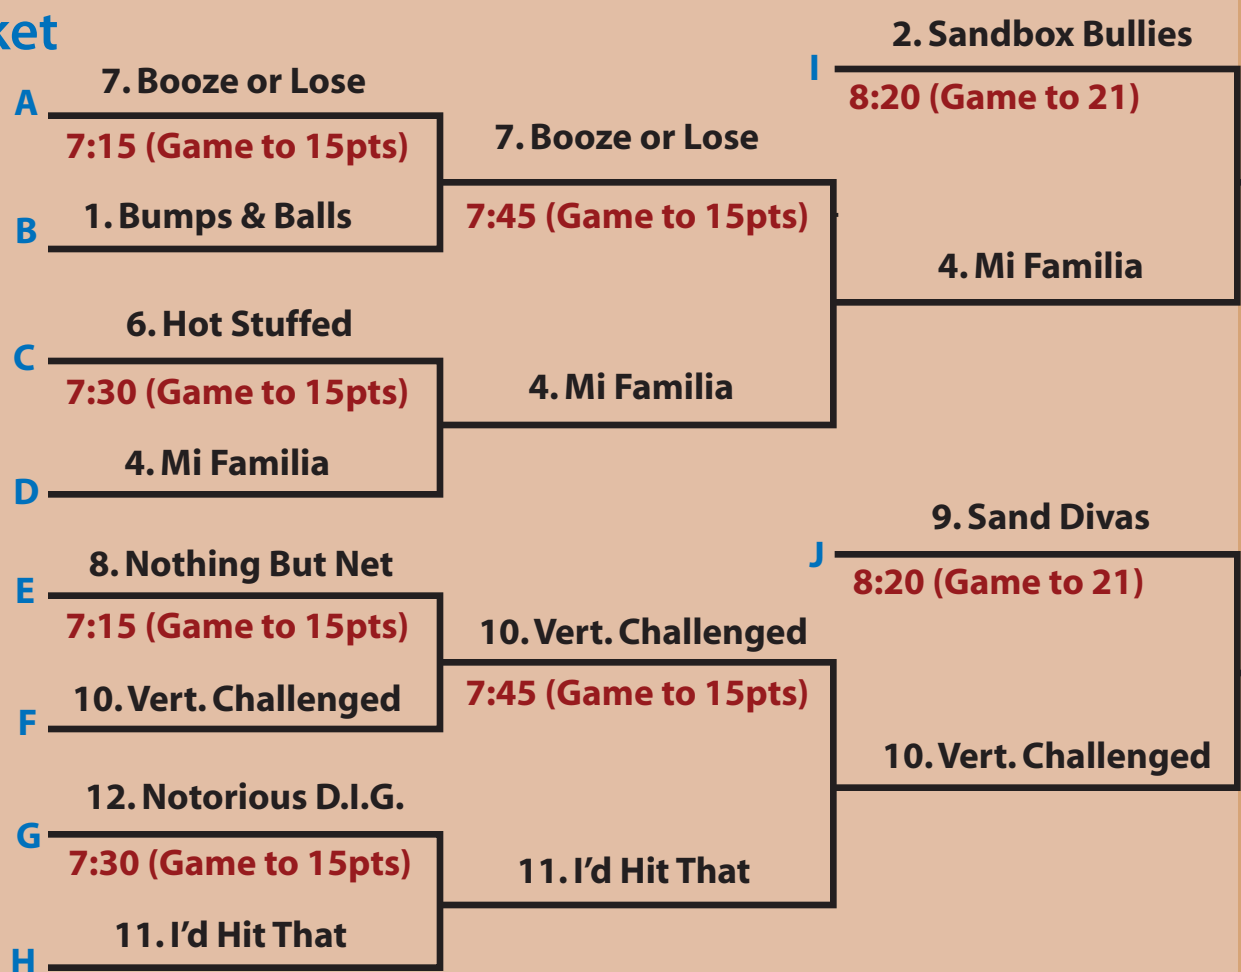 A
7. Booze or Lose
7:15 (Game to 15pts)
B
1. Bumps & Balls
C
6. Hot Stuffed
7:30 (Game to 15pts)
D
4. Mi Familia
E
8. Nothing But Net
7:15 (Game to 15pts)
F
10. Vert. Challenged
G
12. Notorious D.I.G.
7:30 (Game to 15pts)
H
11. I’d Hit That
7. Booze or Lose
7:45 (Game to 15pts)
4. Mi Familia
10. Vert. Challenged
7:45 (Game to 15pts)
11. I’d Hit That
I
2. Sandbox Bullies
8:20 (Game to 21)
4. Mi Familia
J
9. Sand Divas
8:20 (Game to 21)
10. Vert. Challenged